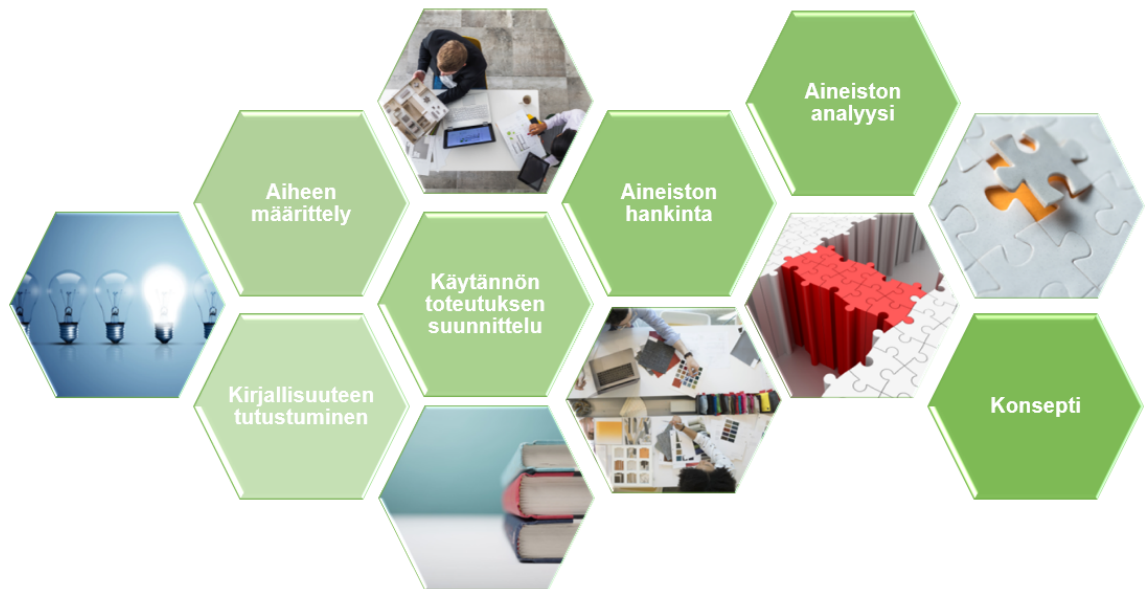 Aiheen
määrittely
Kirjallisuuteen
tutustuminen
Käytännön
toteutuksen
suunnittelu
Aineiston
hankinta
Aineiston
analyysi
Konsepti